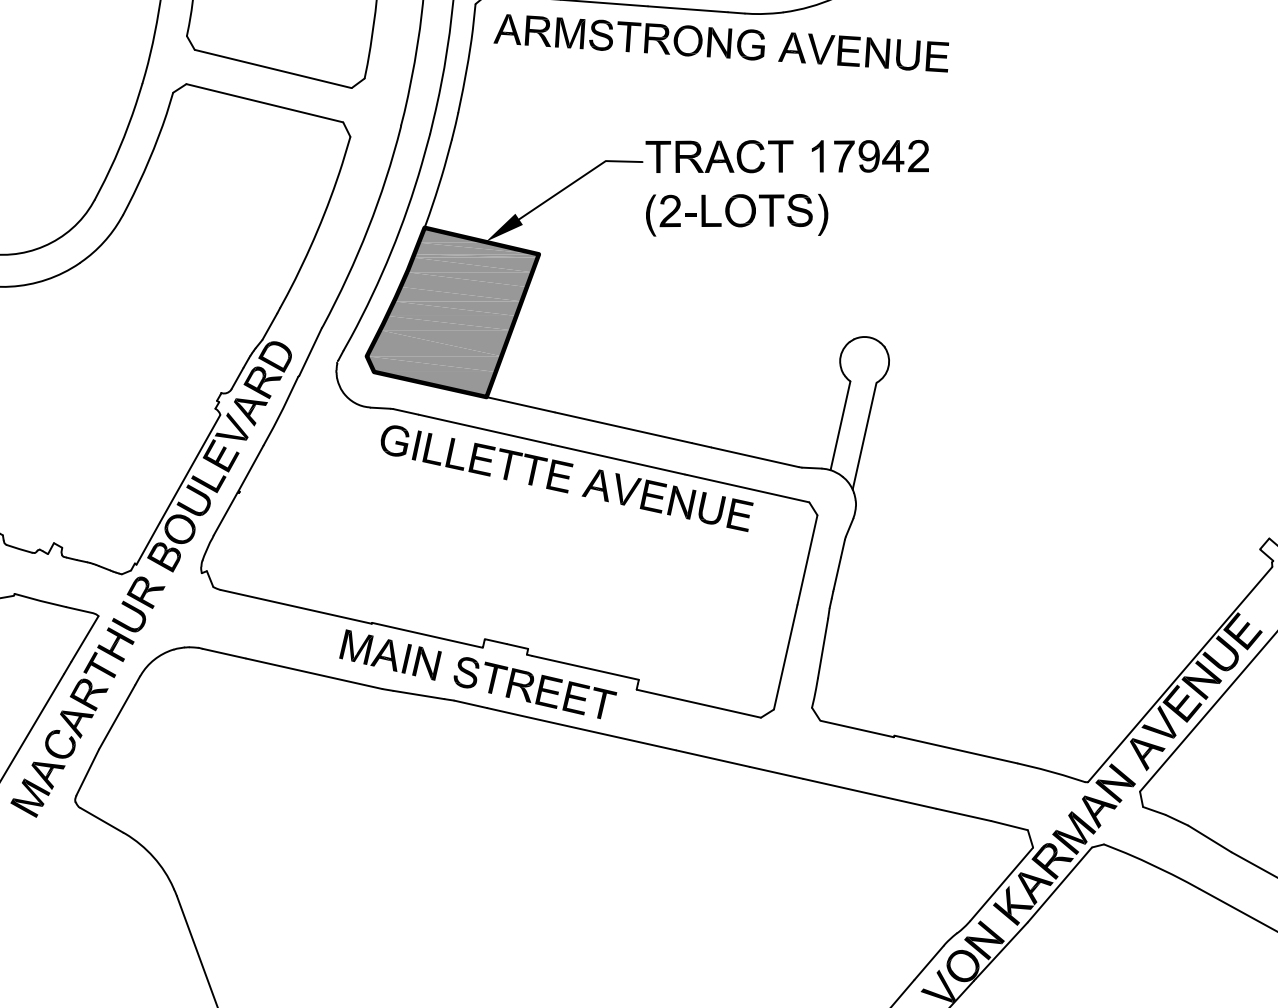 ARMSTRONG AVENUE
TRACT 17942
(2-LOTS)
MACARTHUR BOULEVARD
GILLETTE AVENUE
MAIN STREET
VON KARMAN AVENUE